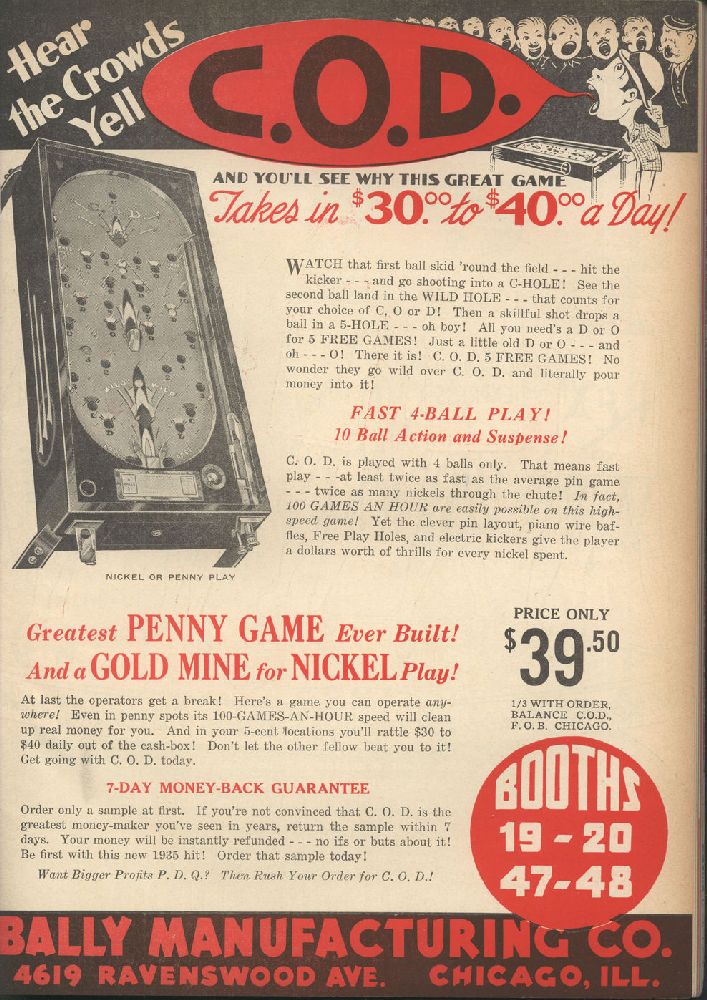 Hear
the Crowds
Yell
C.O.D.
AND YOU'LL SEE WHY THIS GREAT GAME
Takes in $30.00 to $40.00 a Day!
WATCH that first ball skid 'round the field - - - hit the
kicker - - - and go shooting into a C-HOLE! See the
second ball land in the WILD HOLE - - - that counts for
your choice of C, O or D! Then a skillful shot drops a
ball in a 5-HOLE - - - oh boy! All you need's a D or O
for 5 FREE GAMES! Just a little old D or O - - - and
oh - - - O! There it is! C. O. D. 5 FREE GAMES! No
wonder they go wild over C. O. D. and literally pour
money into it!
FAST 4-BALL PLAY!
10 Ball Action and Suspense!
C. O. D. is played with 4 balls only. That means fast
play - - -at least twice as fast as the average pin game
- - - twice as many nickels through the chute! In fact,
100 GAMES AN HOUR are easily possible on this high-
speed game! Yet the clever pin layout, piano wire baf-
fles, Free Play Holes, and electric kickers give the player
a dollars worth of thrills for every nickel spent.
NICKEL OR PENNY PLAY
Greatest PENNY GAME Ever Built!
And a GOLD MINE for NICKEL Play!
At last the operators get a break! Here's a game you can operate any-
where! Even in penny spots its 100-GAMES-AN-HOUR speed will clean
up real money for you. And in your 5-cent locations you'll rattle $30 to
$40 daily out of the cash-box! Don't let the other fellow beat you to it!
Get going with C. O. D. today.
7-DAY MONEY-BACK GUARANTEE
Order only a sample at first. If you're not convinced that C. O. D. is the
greatest money-maker you've seen in years, return the sample within 7
days. Your money will be instantly refunded - - - no ifs or buts about it!
Be first with this new 1935 hit! Order that sample today!
Want Bigger Profits P. D. Q.? Then Rush Your Order for C. O. D.!
PRICE ONLY
$39.50
1/3 WITH ORDER,
BALANCE C.O.D.,
F. O. B. CHICAGO.
BOOTHS
19 - 20
47-48
BALLY MANUFACTURING CO.
4619 RAVENSWOOD AVE. CHICAGO, ILL.